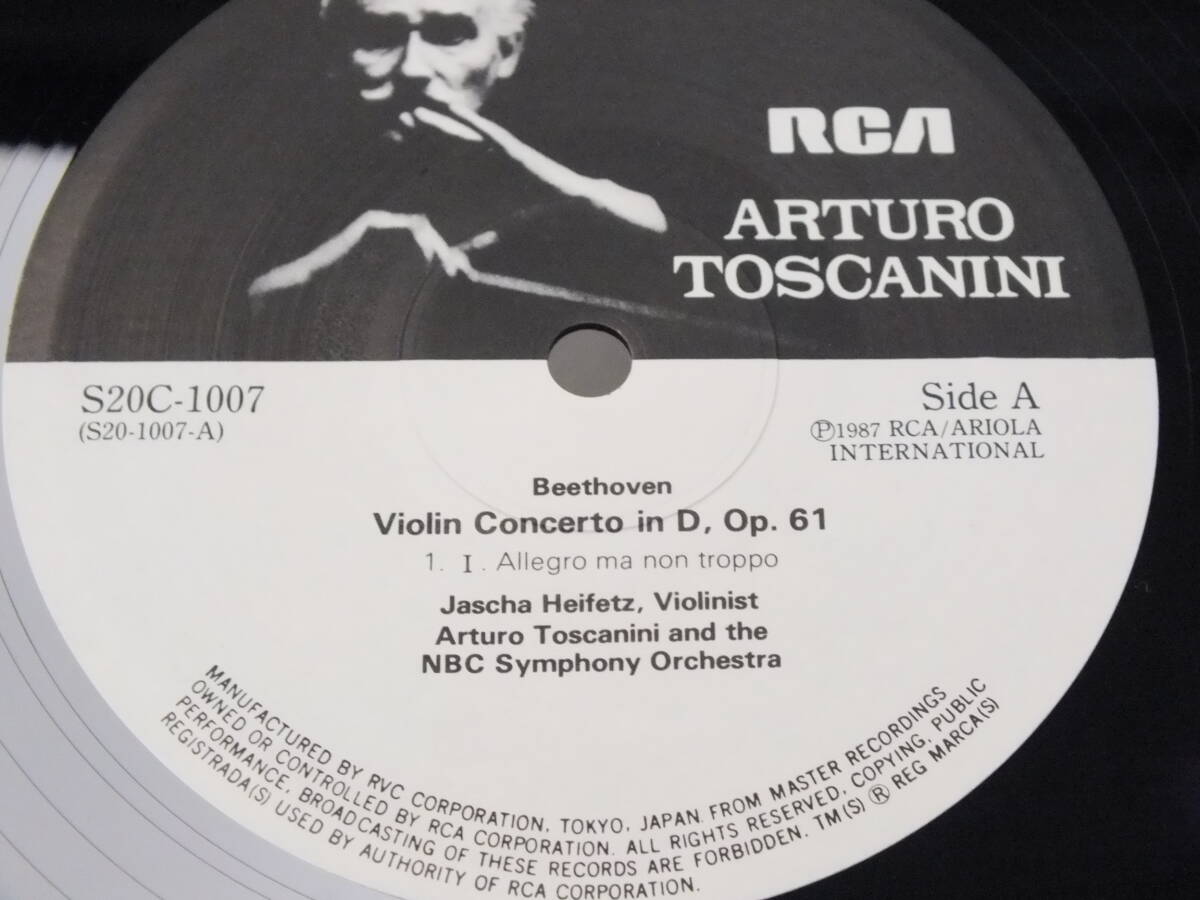 RCA
ARTURO
TOSCANINI
S20C-1007
(S20-1007-A)
Side A
Ⓟ1987 RCA/ARIOLA
INTERNATIONAL
Beethoven
Violin Concerto in D, Op. 61
1. I. Allegro ma non troppo
Jascha Heifetz, Violinist
Arturo Toscanini and the
NBC Symphony Orchestra
MANUFACTURED BY RVC CORPORATION, TOKYO, JAPAN. FROM MASTER RECORDINGS
OWNED OR CONTROLLED BY RCA CORPORATION. ALL RIGHTS RESERVED, COPYING, PUBLIC
PERFORMANCE, BROADCASTING OF THESE RECORDS ARE FORBIDDEN. TM(S) ® REG MARCA(S)
REGISTRADA(S) USED BY AUTHORITY OF RCA CORPORATION.